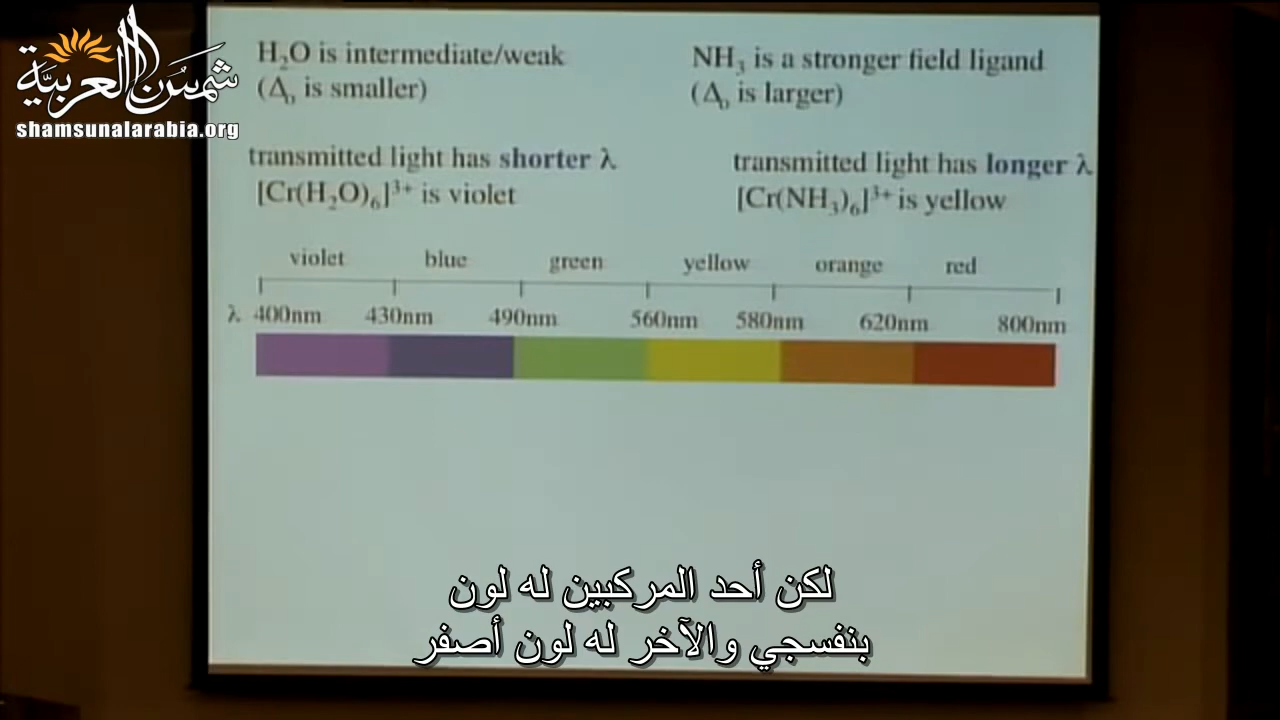 شمسُنا العربيّة
shamsunalarabia.org
H₂O is intermediate/weak
(Δₒ is smaller)
NH₃ is a stronger field ligand
(Δₒ is larger)
transmitted light has shorter λ
[Cr(H₂O)₆]³⁺ is violet
transmitted light has longer λ
[Cr(NH₃)₆]³⁺ is yellow
violet blue green yellow orange red
λ 400nm 430nm 490nm 560nm 580nm 620nm 800nm
لكن أحد المركبين له لون
بنفسجي والآخر له لون أصفر